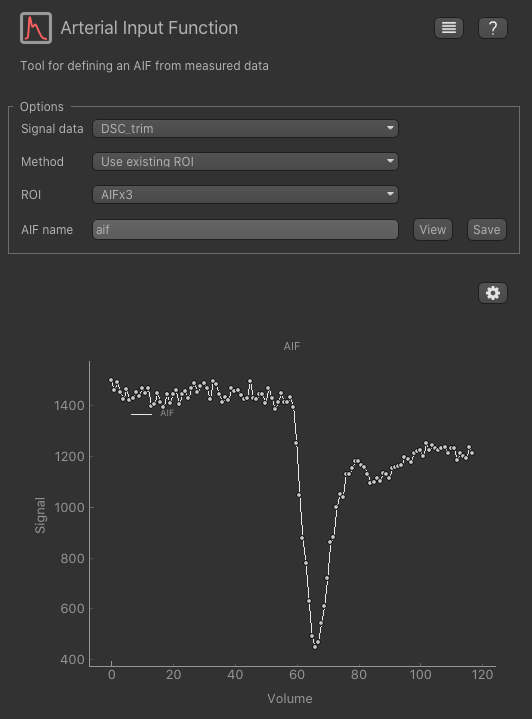 Arterial Input Function
?
Tool for defining an AIF from measured data
Options
Signal data DSC_trim
Method Use existing ROI
ROI AIFx3
AIF name aif View Save
AIF
1400
AIF
1200
1000
Signal
800
600
400
0 20 40 60 80 100 120
Volume